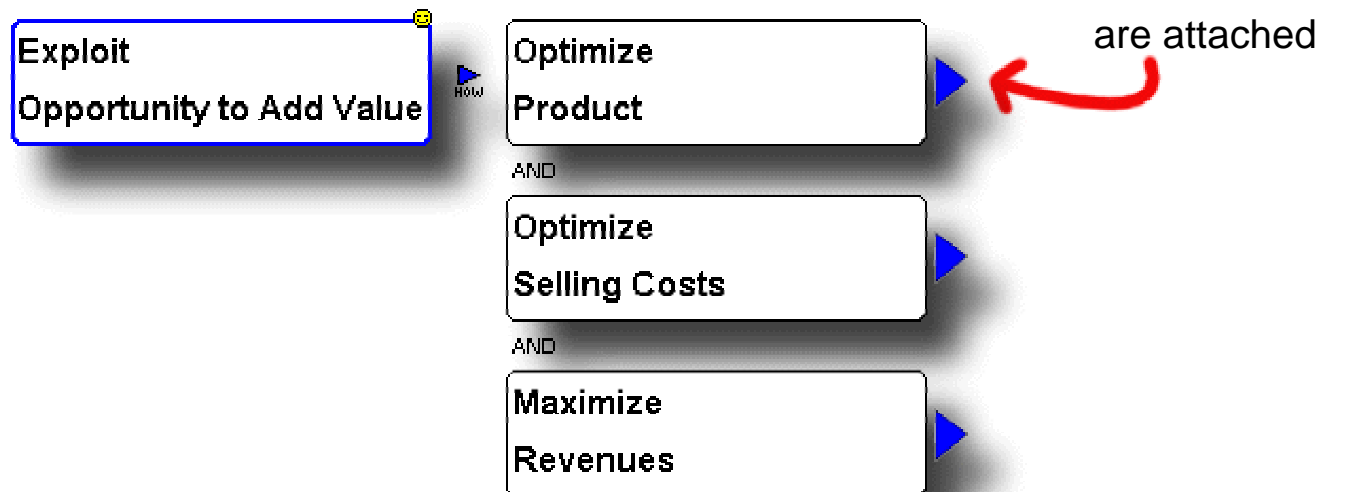 Exploit
Opportunity to Add Value
HOW
Optimize
Product
are attached
AND
Optimize
Selling Costs
AND
Maximize
Revenues